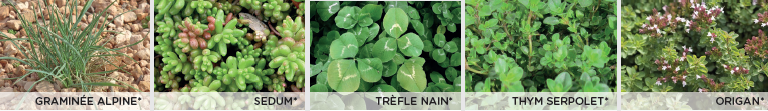 GRAMINÉE ALPINE*
SEDUM*
TRÈFLE NAIN*
THYM SERPOLET*
ORIGAN*